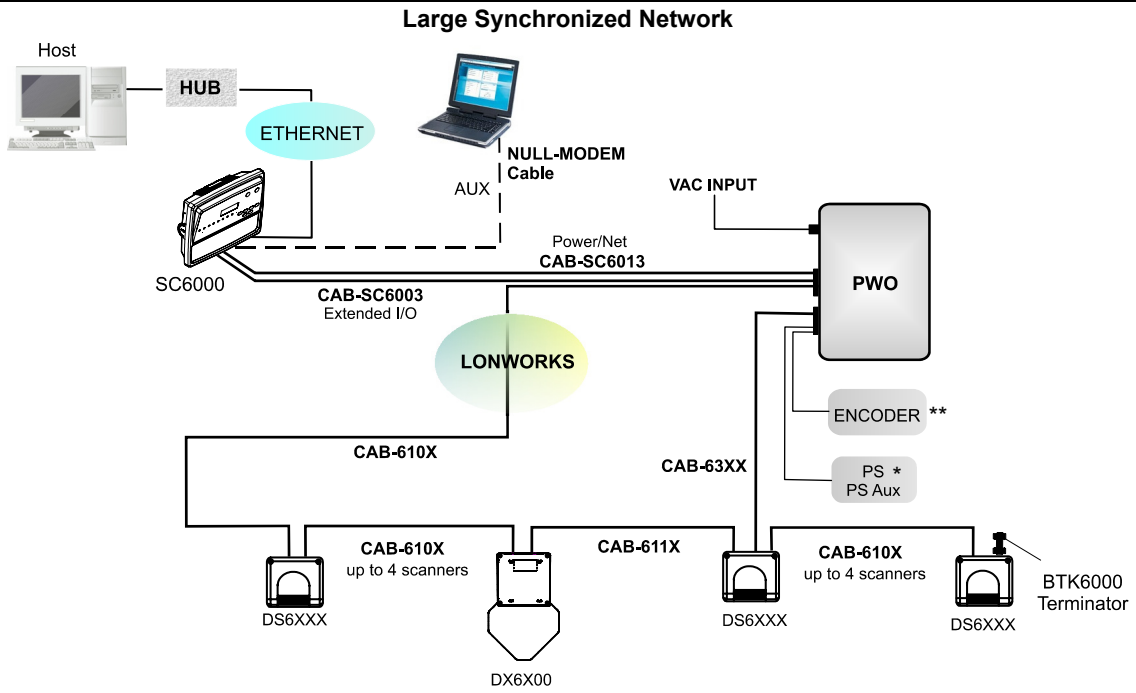 Large Synchronized Network
Host
HUB
ETHERNET
NULL-MODEM
Cable
AUX
VAC INPUT
Power/Net
CAB-SC6013
SC6000
CAB-SC6003
Extended I/O
PWO
LONWORKS
ENCODER **
CAB-610X
CAB-63XX
PS *
PS Aux
CAB-610X
up to 4 scanners
CAB-611X
CAB-610X
up to 4 scanners
BTK6000
Terminator
DS6XXX
DS6XXX
DS6XXX
DX6X00